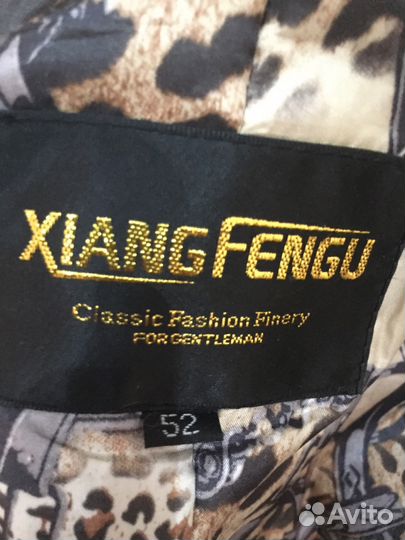 XIANG FENGU
Classic Fashion Finery
FOR GENTLEMAN
52
Avito